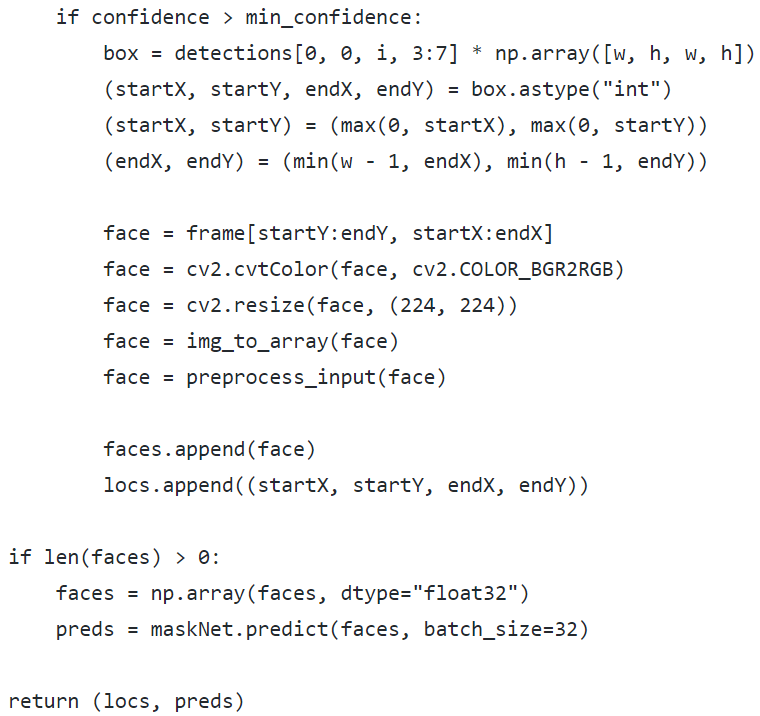 if confidence > min_confidence:
        box = detections[0, 0, i, 3:7] * np.array([w, h, w, h])
        (startX, startY, endX, endY) = box.astype("int")
        (startX, startY) = (max(0, startX), max(0, startY))
        (endX, endY) = (min(w - 1, endX), min(h - 1, endY))

        face = frame[startY:endY, startX:endX]
        face = cv2.cvtColor(face, cv2.COLOR_BGR2RGB)
        face = cv2.resize(face, (224, 224))
        face = img_to_array(face)
        face = preprocess_input(face)

        faces.append(face)
        locs.append((startX, startY, endX, endY))

if len(faces) > 0:
    faces = np.array(faces, dtype="float32")
    preds = maskNet.predict(faces, batch_size=32)

return (locs, preds)